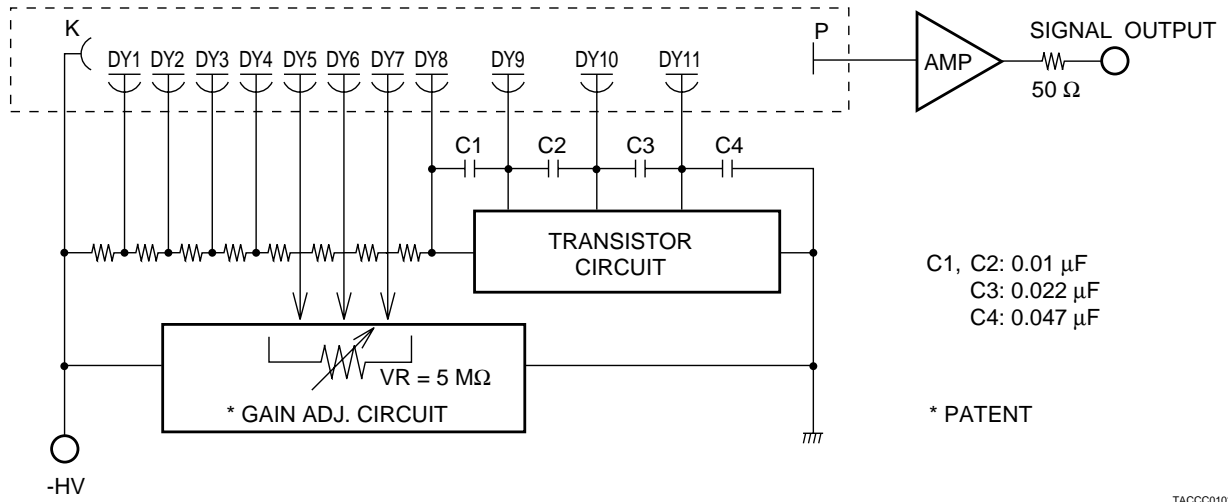 K
P
SIGNAL OUTPUT
DY1 DY2 DY3 DY4 DY5 DY6 DY7 DY8 DY9 DY10 DY11
AMP
50 Ω
C1 C2 C3 C4
TRANSISTOR
CIRCUIT
C1, C2: 0.01 μF
C3: 0.022 μF
C4: 0.047 μF
VR = 5 MΩ
* GAIN ADJ. CIRCUIT
* PATENT
-HV